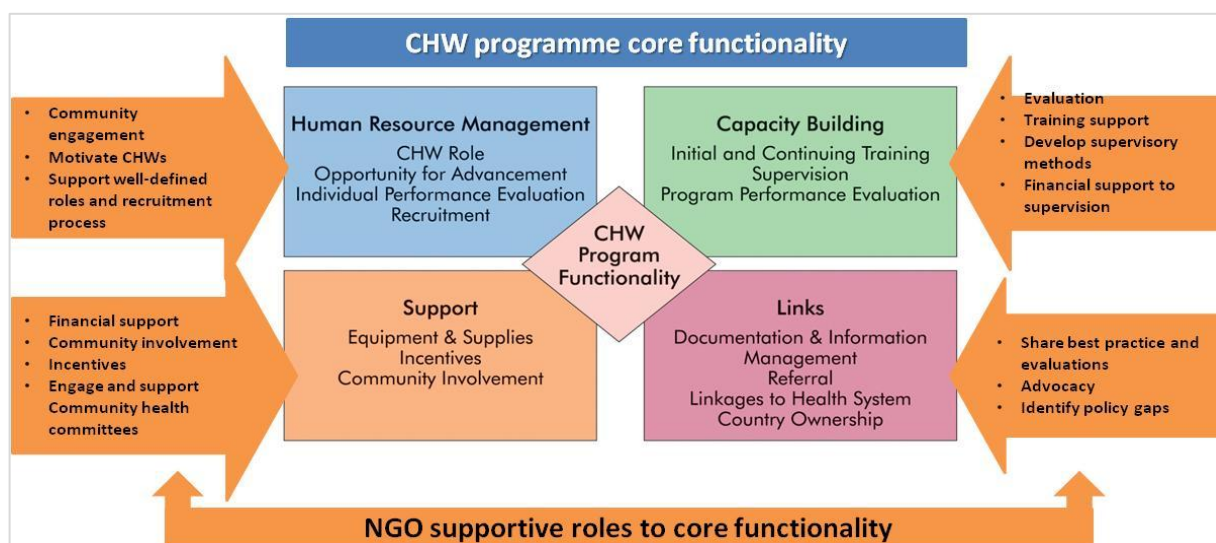 CHW programme core functionality
• Community
engagement
• Motivate CHWs
• Support well-defined
roles and recruitment
process
Human Resource Management
CHW Role
Opportunity for Advancement
Individual Performance Evaluation
Recruitment
Capacity Building
Initial and Continuing Training
Supervision
Program Performance Evaluation
• Evaluation
• Training support
• Develop supervisory
methods
• Financial support to
supervision
CHW
Program
Functionality
• Financial support
• Community involvement
• Incentives
• Engage and support
Community health
committees
Support
Equipment & Supplies
Incentives
Community Involvement
Links
Documentation & Information
Management
Referral
Linkages to Health System
Country Ownership
• Share best practice and
evaluations
• Advocacy
• Identify policy gaps
NGO supportive roles to core functionality